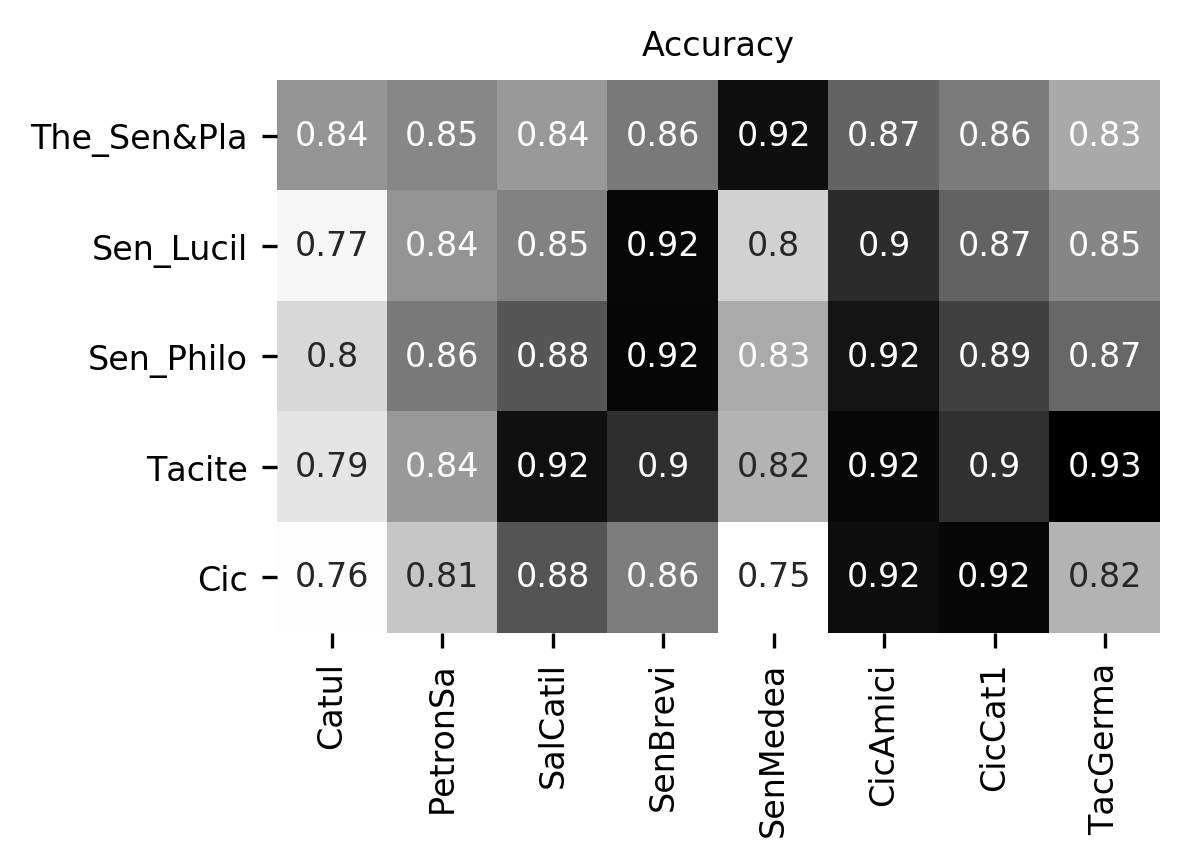 Accuracy
The_Sen&Pla 0.84 0.85 0.84 0.86 0.92 0.87 0.86 0.83
Sen_Lucil 0.77 0.84 0.85 0.92 0.8 0.9 0.87 0.85
Sen_Philo 0.8 0.86 0.88 0.92 0.83 0.92 0.89 0.87
Tacite 0.79 0.84 0.92 0.9 0.82 0.92 0.9 0.93
Cic 0.76 0.81 0.88 0.86 0.75 0.92 0.92 0.82
Catul PetronSa SalCatil SenBrevi SenMedea CicAmici CicCat1 TacGerma